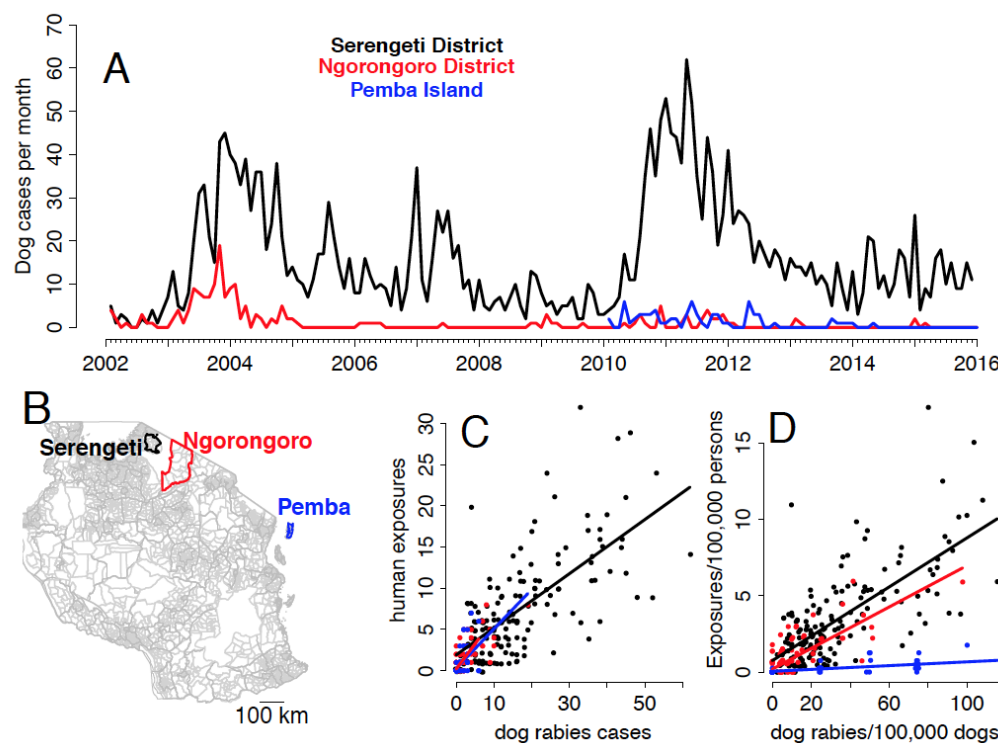 A
Serengeti District
Ngorongoro District
Pemba Island
Dog cases per month
70
60
50
40
30
20
10
0
2002 2004 2006 2008 2010 2012 2014 2016
B
Serengeti
Ngorongoro
Pemba
100 km
C
human exposures
30
25
20
15
10
5
0
0 10 30 50
dog rabies cases
D
Exposures/100,000 persons
15
10
5
0
0 20 60 100
dog rabies/100,000 dogs